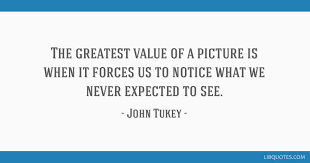 The greatest value of a picture is
when it forces us to notice what we
never expected to see.
- John Tukey -
LIBQUOTES.COM